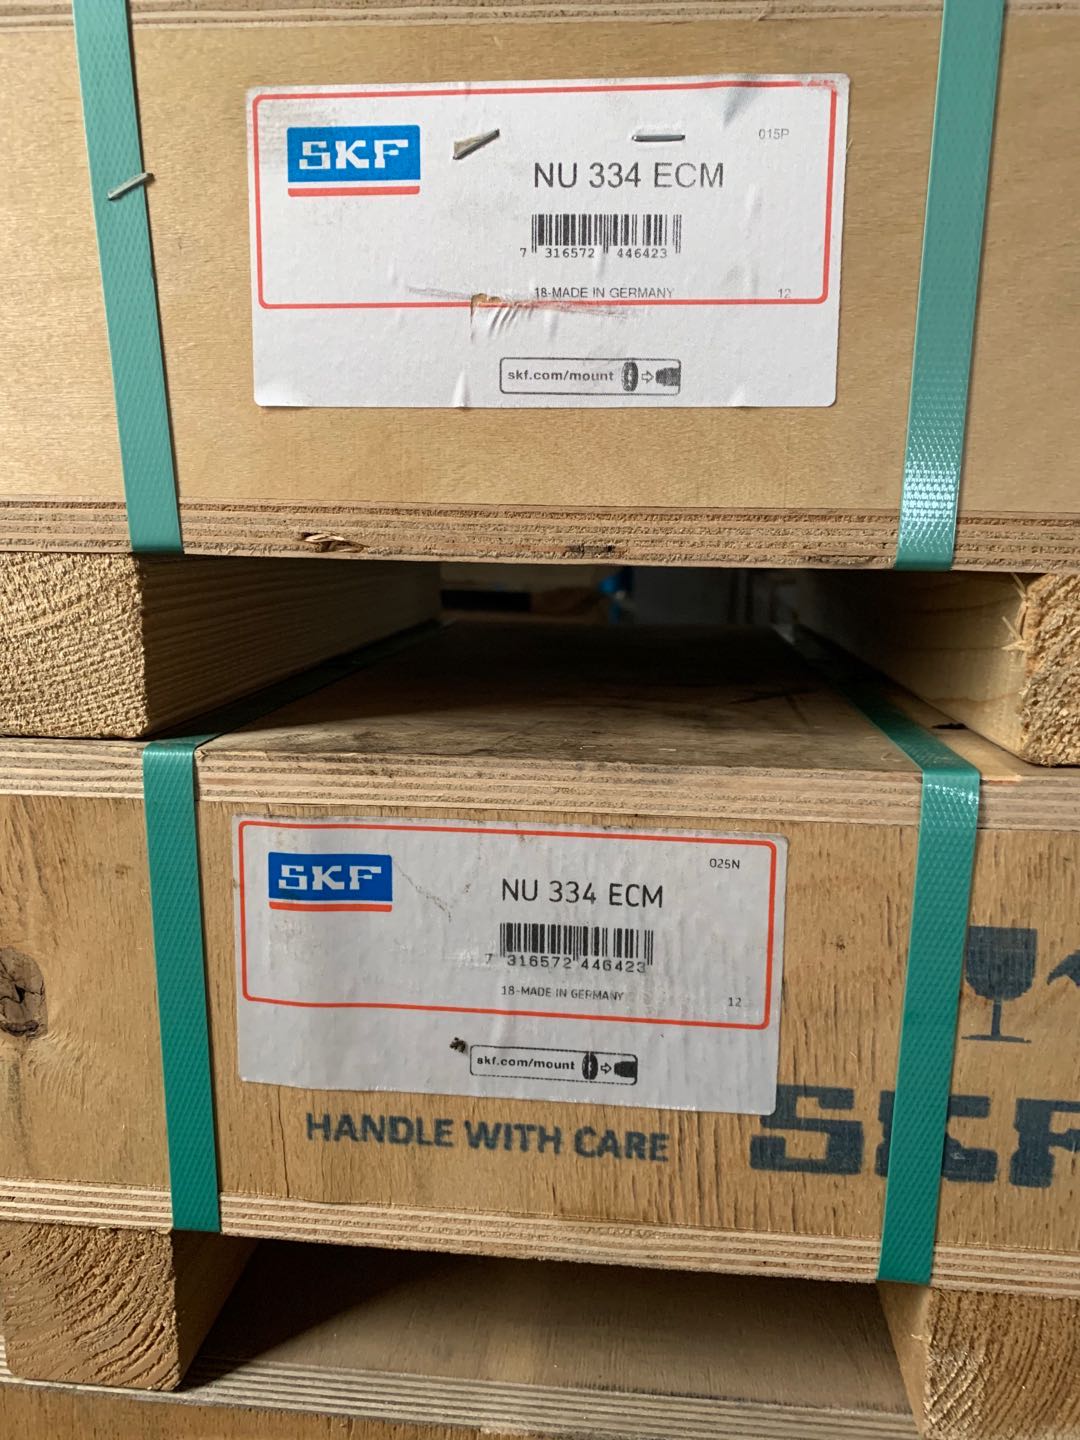 SKF
015P
NU 334 ECM
7 316572 446423
18-MADE IN GERMANY 12
skf.com/mount
SKF
025N
NU 334 ECM
7 316572 446423
18-MADE IN GERMANY 12
skf.com/mount
HANDLE WITH CARE
SKF